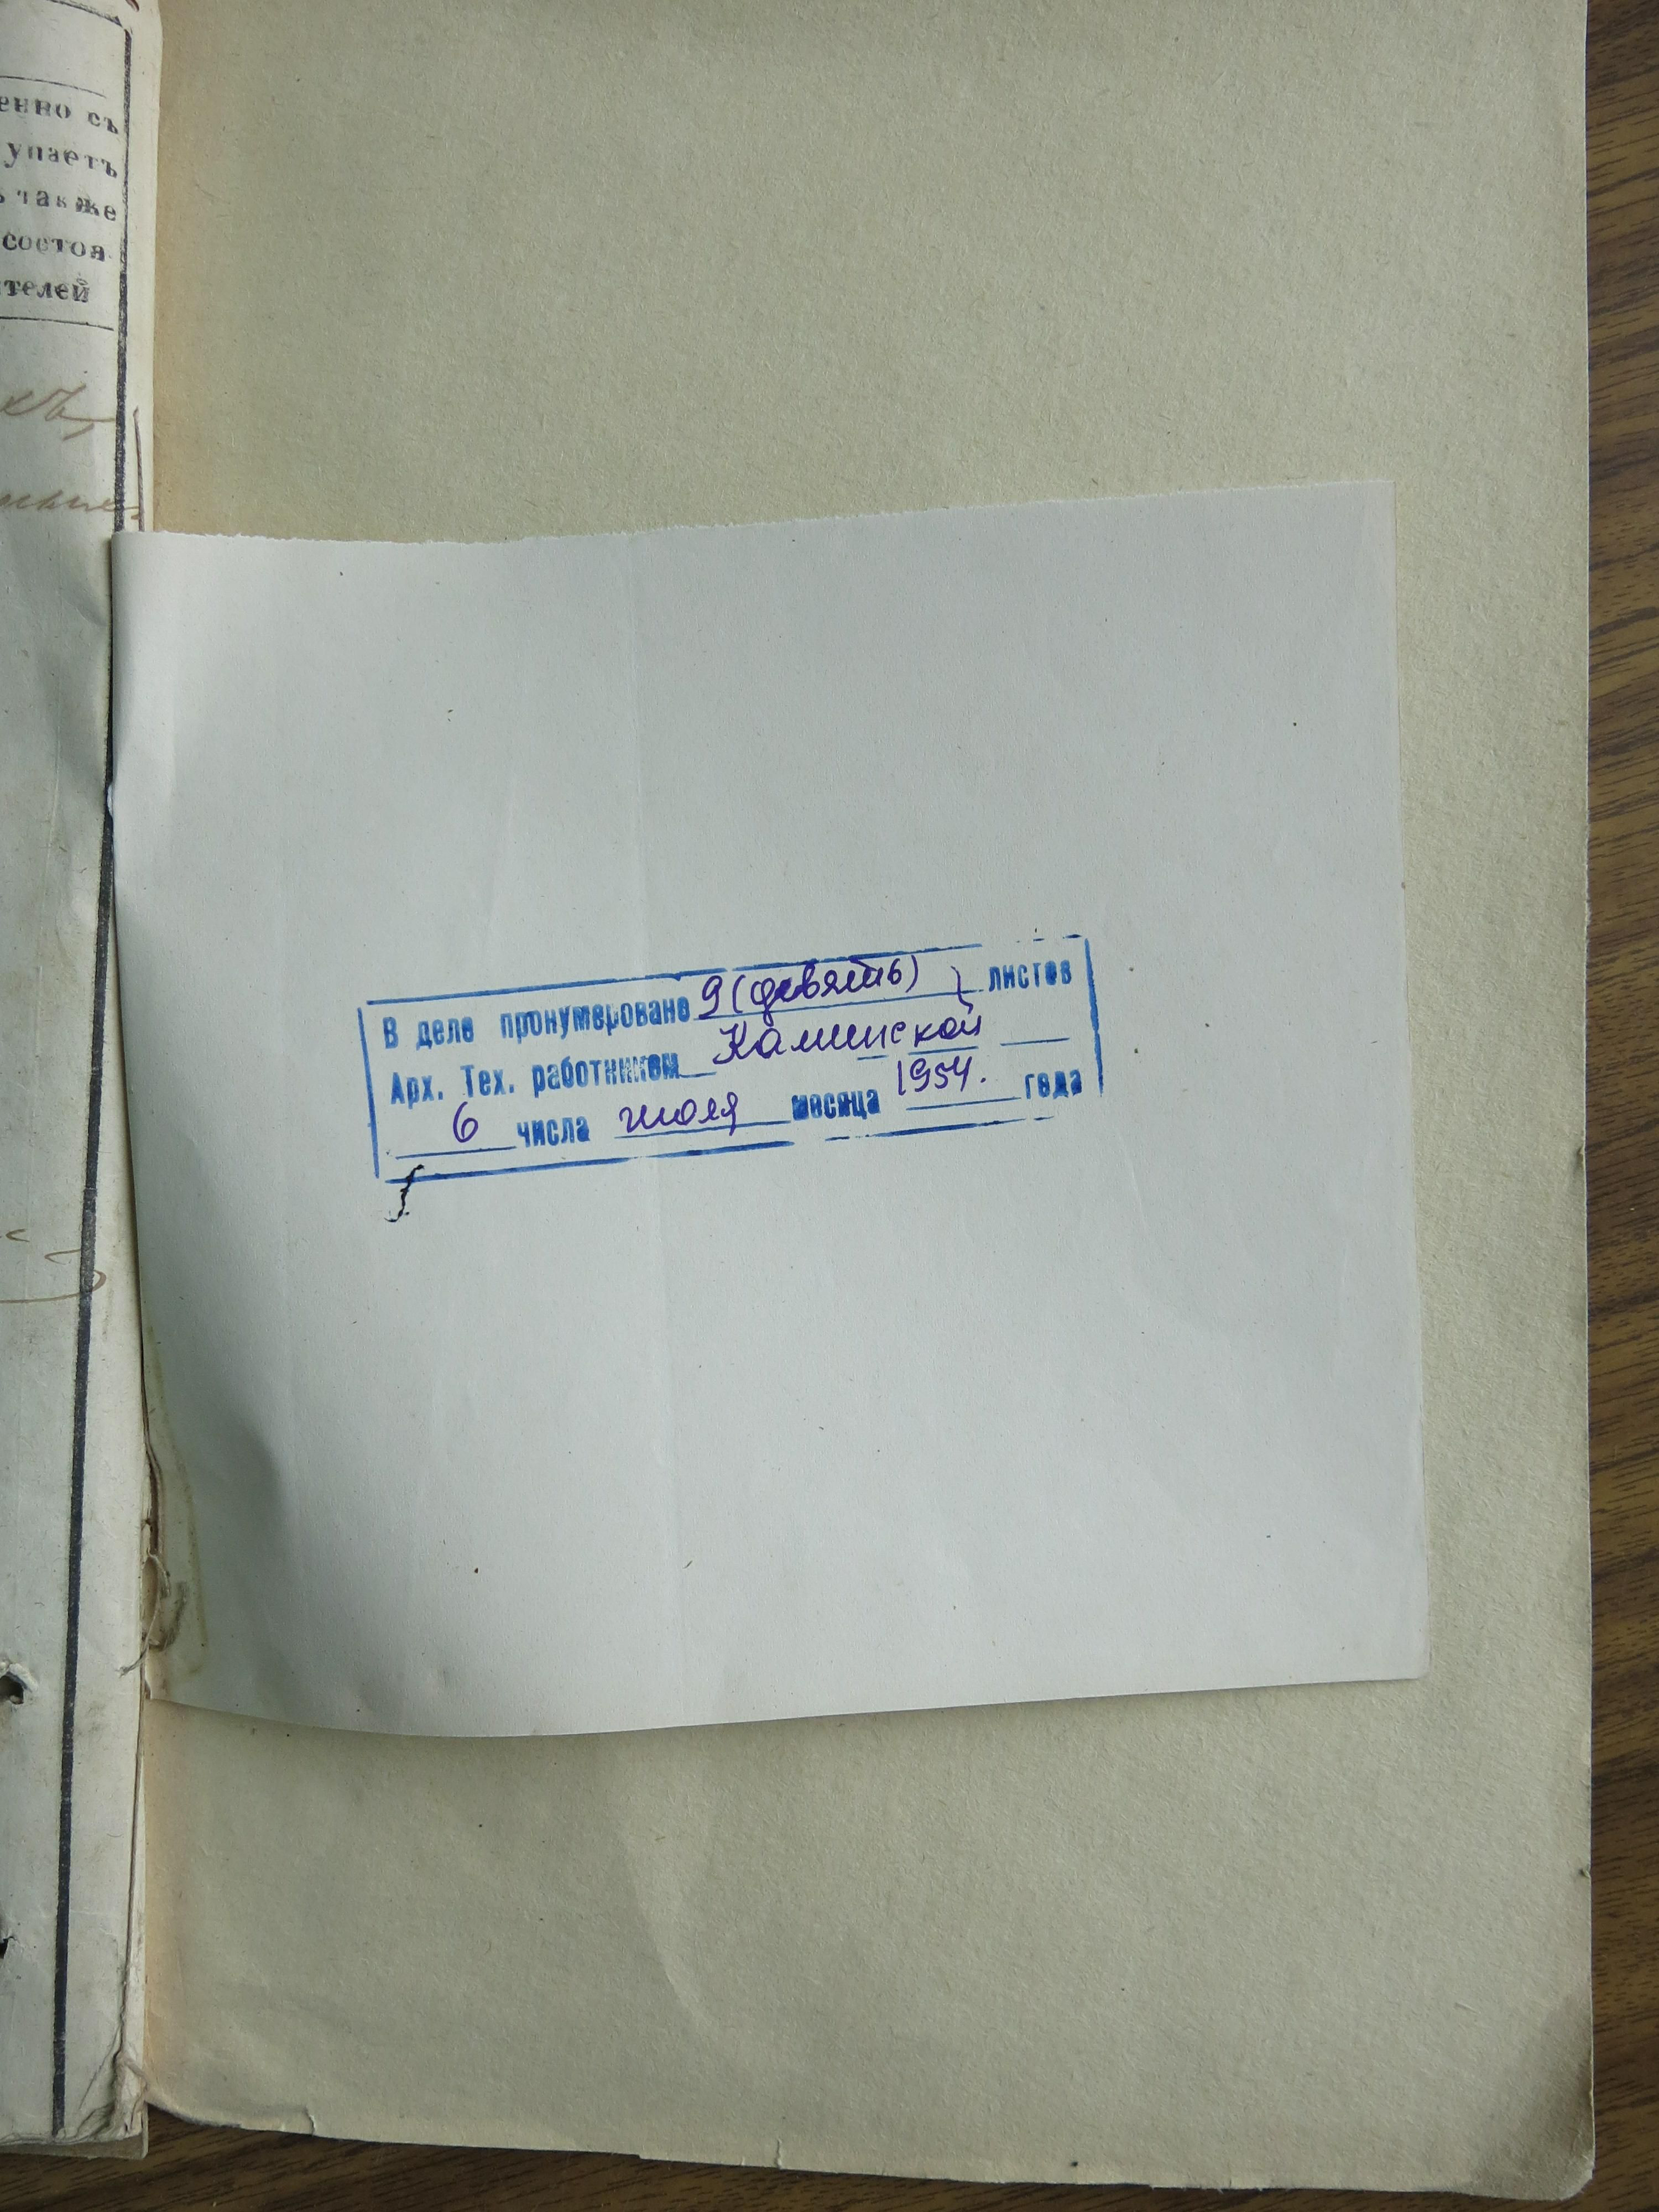 енно съ
упаетъ
также
состоя-
телей
В деле пронумеровано 9 (девять) листов
Арх. Тех. работником Каминской
6 числа июля месяца 1954. года